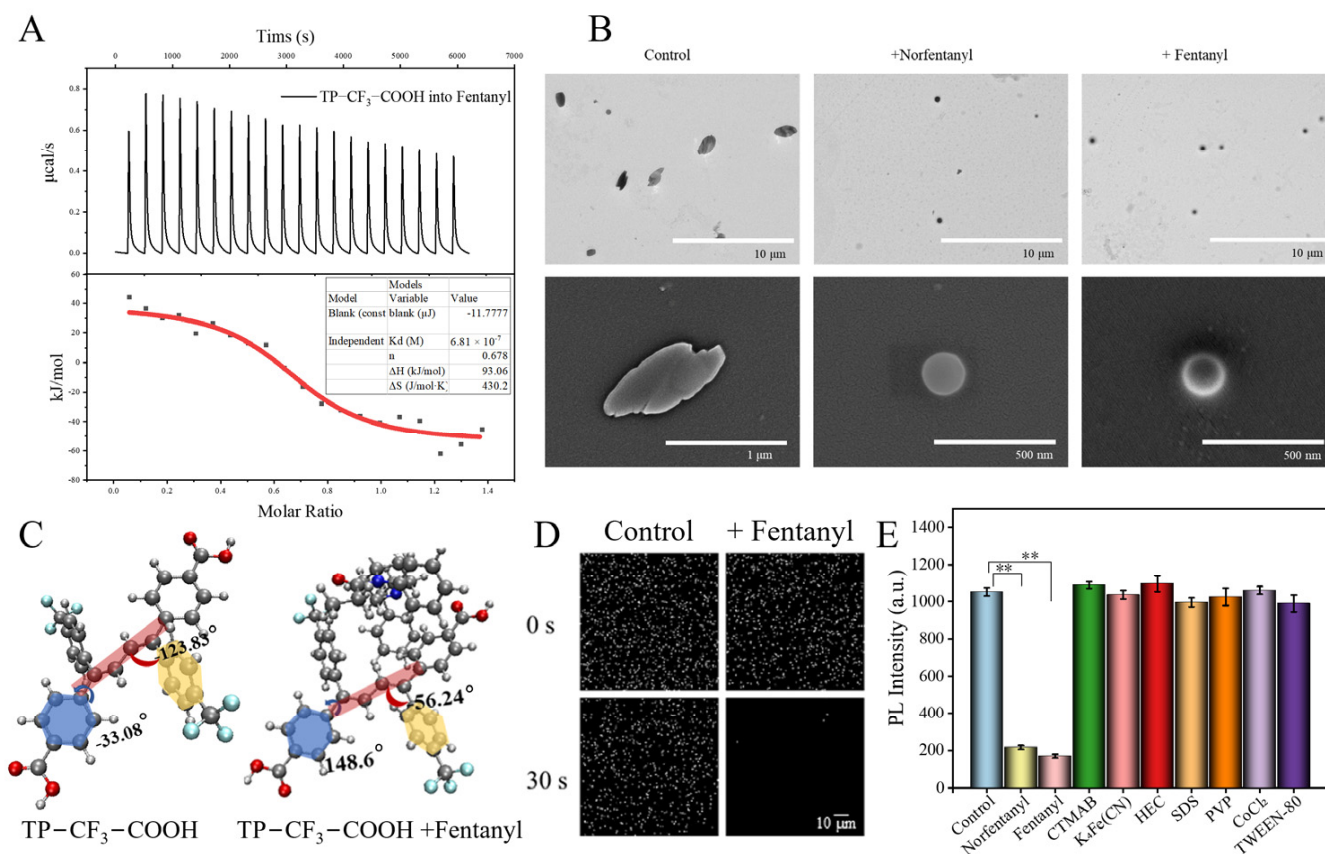 A
Tims (s)
0 1000 2000 3000 4000 5000 6000 7000
0.8
0.6
0.4
0.2
0.0
μcal/s
TP−CF₃−COOH into Fentanyl
60
40
20
0
-20
-40
-60
-80
kJ/mol
Models
Model Variable Value
Blank (const blank (μJ) -11.7777
Independent Kd (M) 6.81 × 10⁻⁷
n 0.678
ΔH (kJ/mol) 93.06
ΔS (J/mol·K) 430.2
0.0 0.2 0.4 0.6 0.8 1.0 1.2 1.4
Molar Ratio
B
Control +Norfentanyl + Fentanyl
10 μm 10 μm 10 μm
1 μm 500 nm 500 nm
C
-123.83°
-33.08°
TP−CF₃−COOH
-56.24°
148.6°
TP−CF₃−COOH +Fentanyl
D
Control + Fentanyl
0 s
30 s
10 μm
E
PL Intensity (a.u.)
1400
1200
1000
800
600
400
200
0
**
**
Control
Norfentanyl
Fentanyl
CTMAB
K₄Fe(CN)
HEC
SDS
PVP
CoCl₂
TWEEN-80